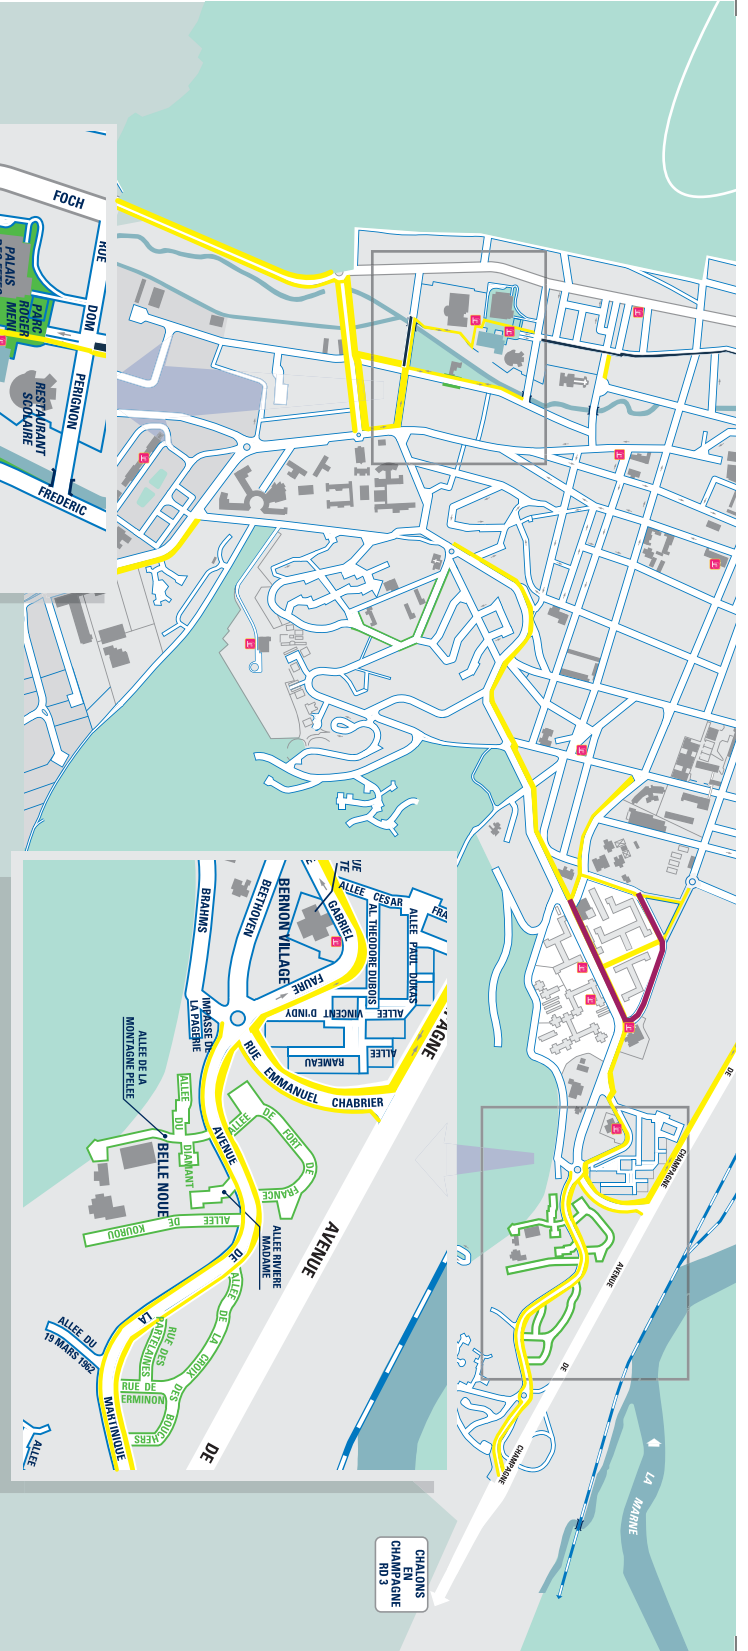 FOCH
RUE
DOM
PERIGNON
PALAIS
DES FETES
PARC
ROGER
MENU
RESTAURANT
SCOLAIRE
FREDERIC
BRAHMS
BEETHOVEN
BERNON VILLAGE
GABRIEL
FAURE
ALLEE CESAR
FRA
AL. THEODORE DUBOIS
ALLEE PAUL DUKAS
ALLEE
VINCENT D'INDY
ALLEE
RAMEAU
IMPASSE DE
LA PAGERIE
RUE EMMANUEL CHABRIER
ALLEE DE LA
MONTAGNE PELEE
ALLEE
DU
DIAMANT
ALLEE
DE
FORT
DE
FRANCE
BELLE NOUE
ALLEE
DE
KOUROU
ALLEE RIVIERE
MADAME
AVENUE
DE
LA
MARTINIQUE
ALLEE
DE
LA
CROIX
DES
BOUCHERS
RUE DES
PARTELAINES
RUE DE
ERMINON
ALLEE DU
19 MARS 1962
ALLEE
AVENUE
DE
DE
CHAMPAGNE
AVENUE
DE
CHAMPAGNE
LA MARNE
CHALONS
EN
CHAMPAGNE
RD 3